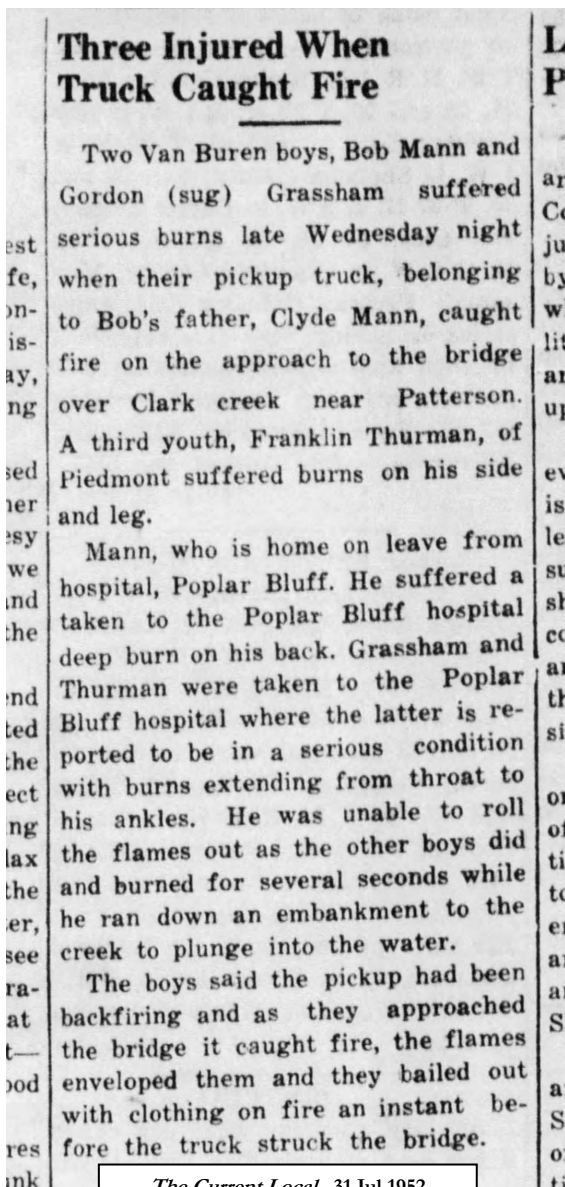 Three Injured When
Truck Caught Fire
Two Van Buren boys, Bob Mann and
Gordon (sug) Grassham suffered
serious burns late Wednesday night
when their pickup truck, belonging
to Bob's father, Clyde Mann, caught
fire on the approach to the bridge
over Clark creek near Patterson.
A third youth, Franklin Thurman, of
Piedmont suffered burns on his side
and leg.
Mann, who is home on leave from
hospital, Poplar Bluff. He suffered a
taken to the Poplar Bluff hospital
deep burn on his back. Grassham and
Thurman were taken to the Poplar
Bluff hospital where the latter is re-
ported to be in a serious condition
with burns extending from throat to
his ankles. He was unable to roll
the flames out as the other boys did
and burned for several seconds while
he ran down an embankment to the
creek to plunge into the water.
The boys said the pickup had been
backfiring and as they approached
the bridge it caught fire, the flames
enveloped them and they bailed out
with clothing on fire an instant be-
fore the truck struck the bridge.
The Current Local, 31 Jul 1952